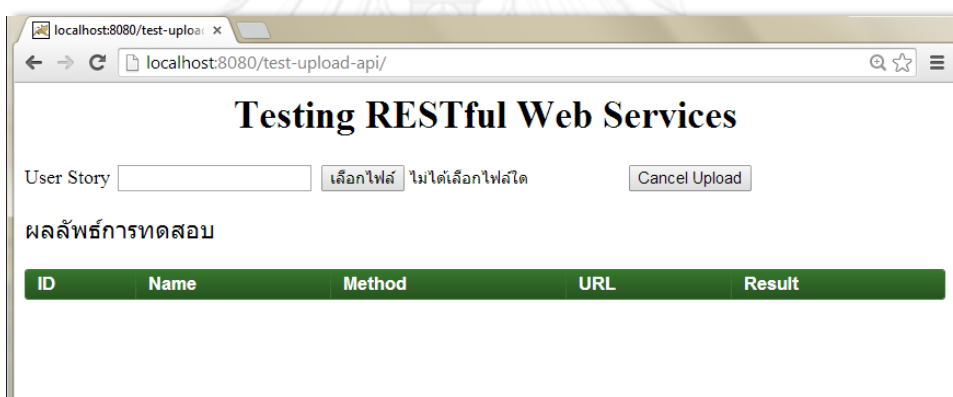 localhost:8080/test-uploa
localhost:8080/test-upload-api/
Testing RESTful Web Services
User Story เลือกไฟล์ ไม่ได้เลือกไฟล์ใด Cancel Upload
ผลลัพธ์การทดสอบ
ID Name Method URL Result